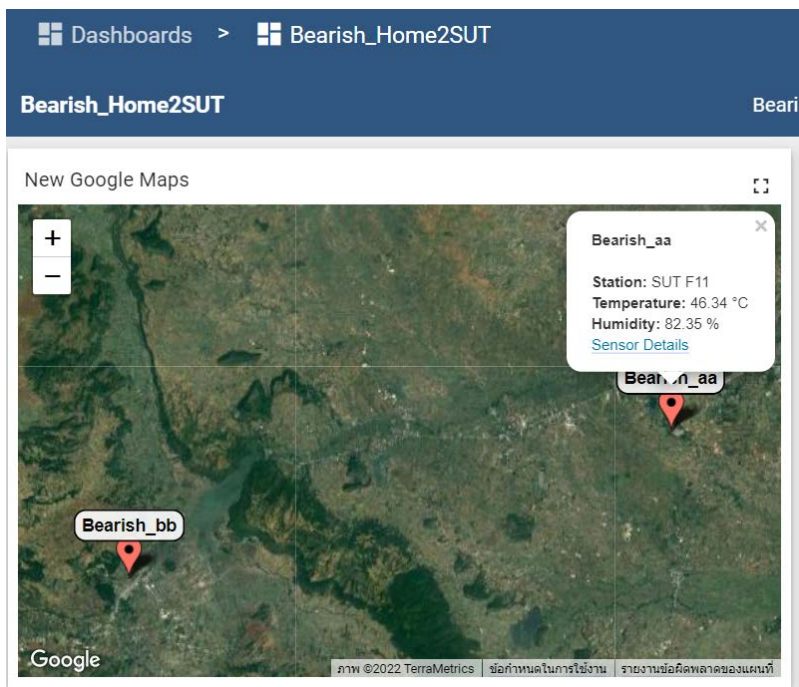 Dashboards > Bearish_Home2SUT
Bearish_Home2SUT Beari
New Google Maps
+
−
×
Bearish_aa
Station: SUT F11
Temperature: 46.34 °C
Humidity: 82.35 %
Sensor Details
Bearish_aa
Bearish_bb
Google
ภาพ ©2022 TerraMetrics ข้อกำหนดในการใช้งาน รายงานข้อผิดพลาดของแผนที่